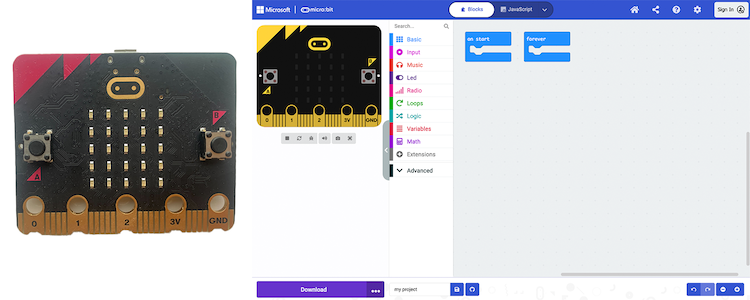 B
A
0 1 2 3V GND
Microsoft
micro:bit
Blocks
JavaScript
Sign In
B
A
0 1 2 3V GND
Search...
Basic
Input
Music
Led
Radio
Loops
Logic
Variables
Math
Extensions
Advanced
on start
forever
Download
my project